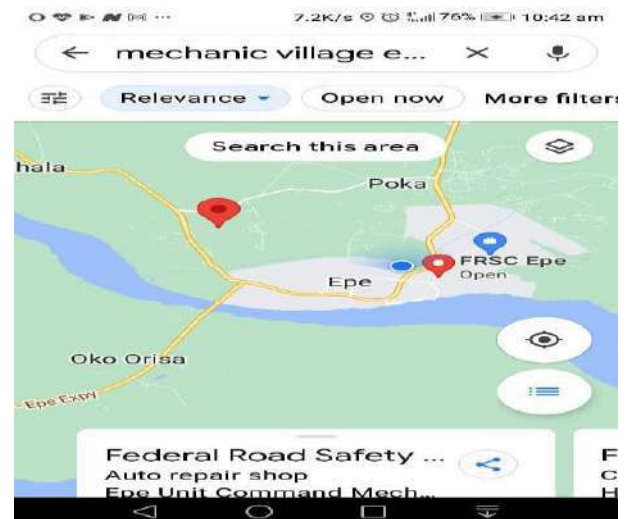 7.2K/s 76% 10:42 am
mechanic village e...
Relevance Open now More filters
Search this area
hala
Poka
FRSC Epe
Open
Epe
Oko Orisa
Epe Expy
Federal Road Safety ...
Auto repair shop
Epe Unit Command Mech...
F
C
H